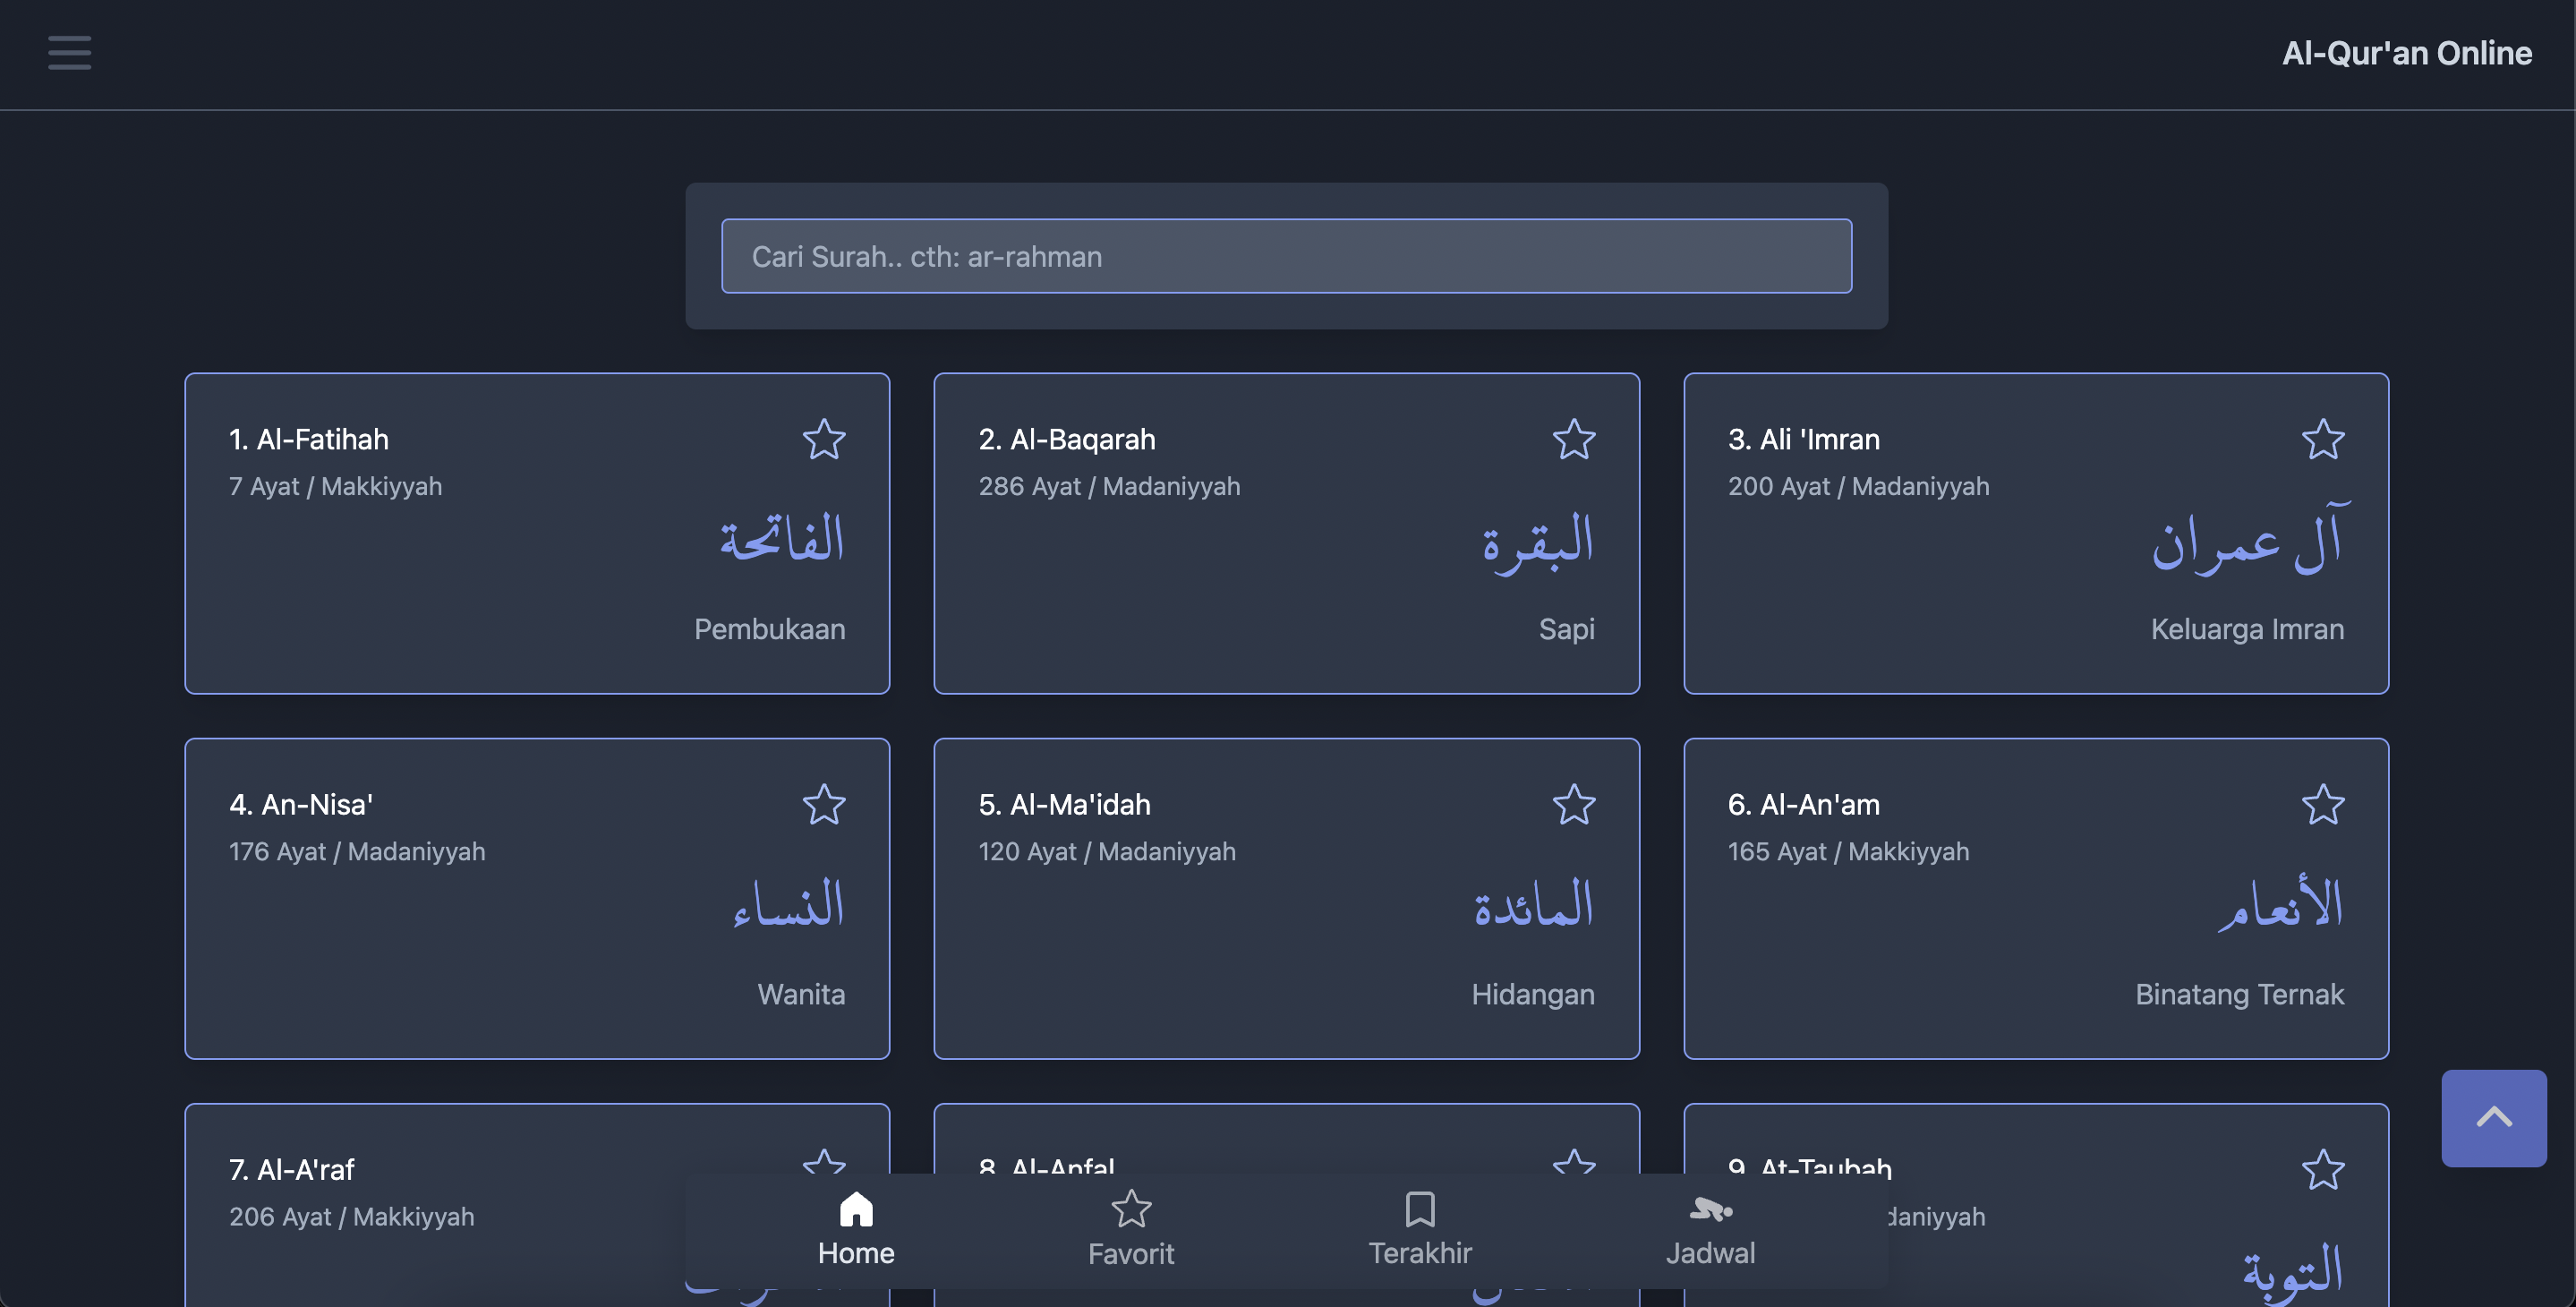 Al-Qur'an Online
Cari Surah.. cth: ar-rahman
1. Al-Fatihah
7 Ayat / Makkiyyah
الفاتحة
Pembukaan
2. Al-Baqarah
286 Ayat / Madaniyyah
البقرة
Sapi
3. Ali 'Imran
200 Ayat / Madaniyyah
آل عمران
Keluarga Imran
4. An-Nisa'
176 Ayat / Madaniyyah
النساء
Wanita
5. Al-Ma'idah
120 Ayat / Madaniyyah
المائدة
Hidangan
6. Al-An'am
165 Ayat / Makkiyyah
الأنعام
Binatang Ternak
7. Al-A'raf
206 Ayat / Makkiyyah
8. Al-Anfal
9. At-Taubah
daniyyah
التوبة
Home
Favorit
Terakhir
Jadwal